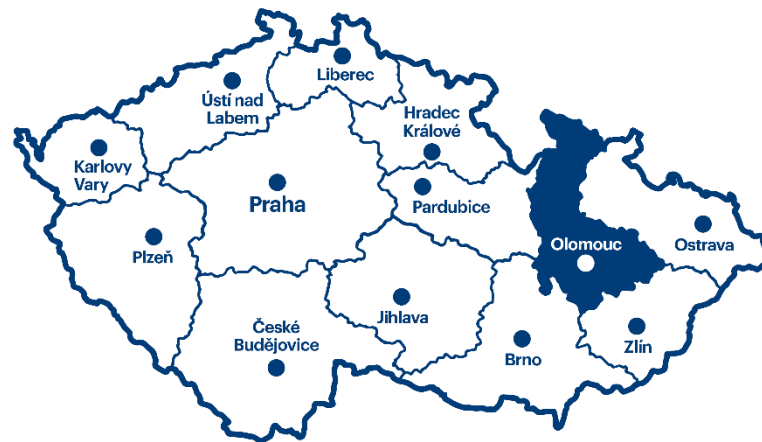 Liberec
Ústí nad
Labem
Hradec
Králové
Karlovy
Vary
Praha
Pardubice
Olomouc
Ostrava
Plzeň
Jihlava
České
Budějovice
Brno
Zlín